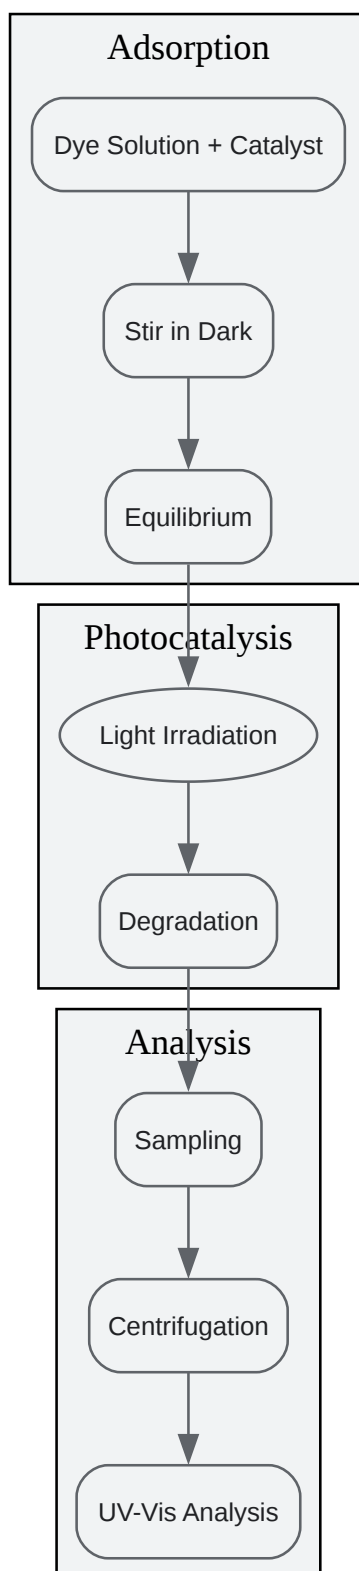 Adsorption
Dye Solution + Catalyst
Stir in Dark
Equilibrium
Photocatalysis
Light Irradiation
Degradation
Analysis
Sampling
Centrifugation
UV-Vis Analysis